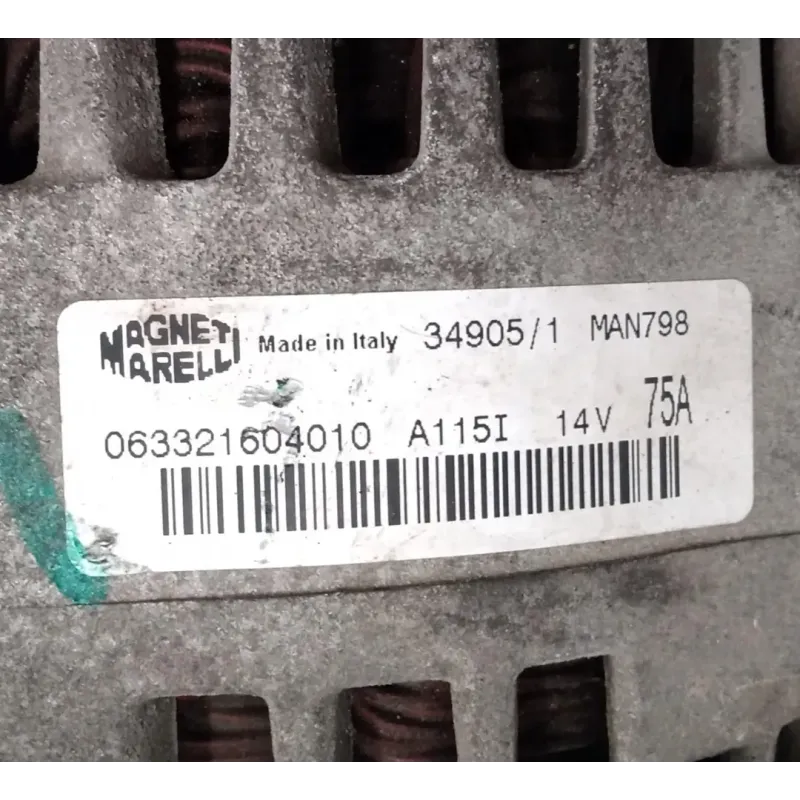 MAGNETI MARELLI Made in Italy 34905/1 MAN798
063321604010 A115I 14V 75A